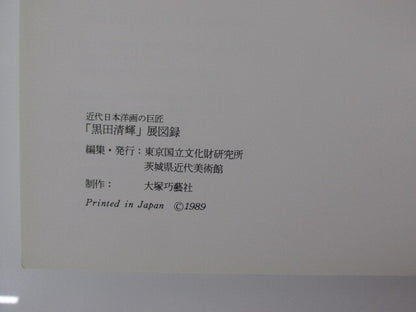 近代日本洋画の巨匠
「黒田清輝」展図録
編集・発行：東京国立文化財研究所
茨城県近代美術館
制作：　大塚巧藝社
Printed in Japan ©1989